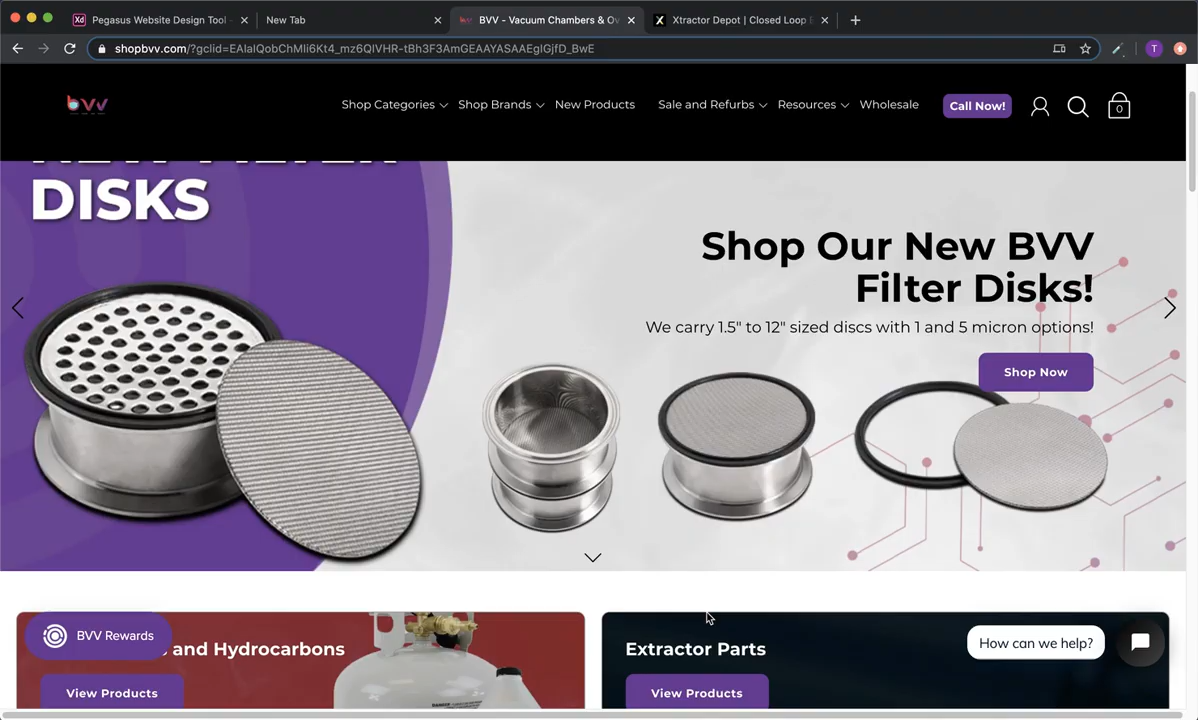 Pegasus Website Design Tool
New Tab
BVV - Vacuum Chambers & Ov
Xtractor Depot | Closed Loop E
shopbvv.com/?gclid=EAIaIQobChMIi6Kt4_mz6QIVHR-tBh3F3AmGEAAYASAAEgIGjfD_BwE
T
bvv
Shop Categories
Shop Brands
New Products
Sale and Refurbs
Resources
Wholesale
Call Now!
0
NEW FILTER
DISKS
Shop Our New BVV
Filter Disks!
We carry 1.5" to 12" sized discs with 1 and 5 micron options!
Shop Now
BVV Rewards
and Hydrocarbons
View Products
Extractor Parts
View Products
How can we help?